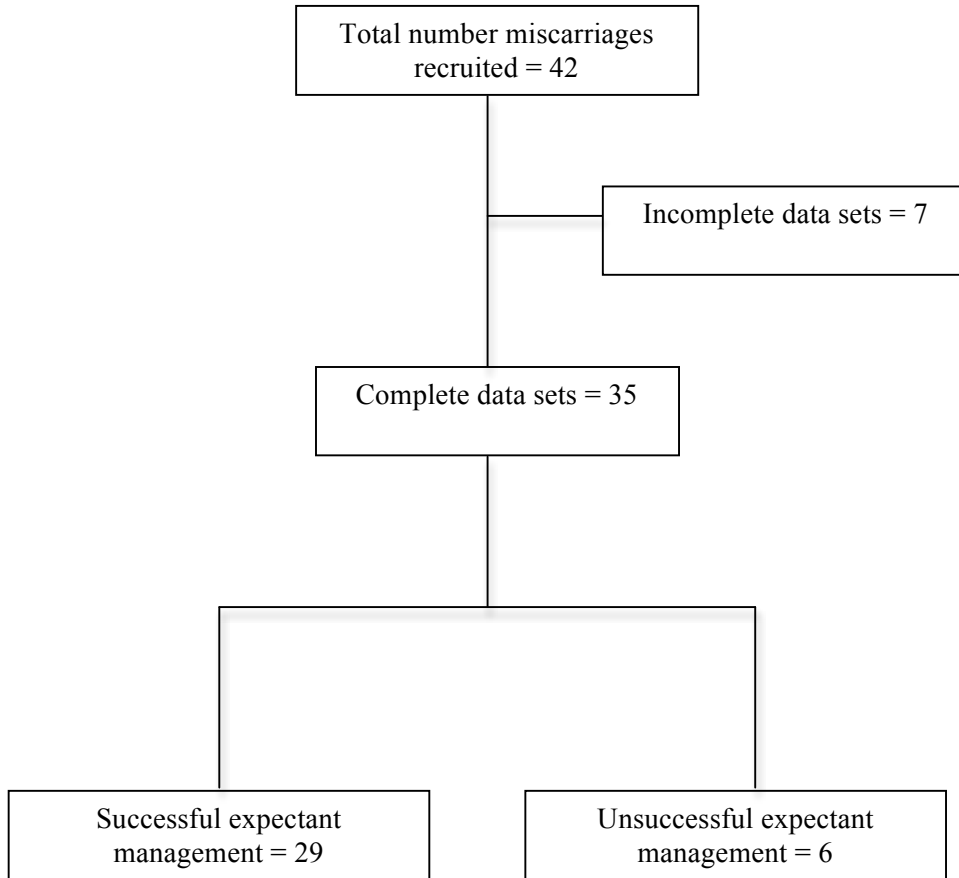 Total number miscarriages
recruited = 42
Incomplete data sets = 7
Complete data sets = 35
Successful expectant
management = 29
Unsuccessful expectant
management = 6